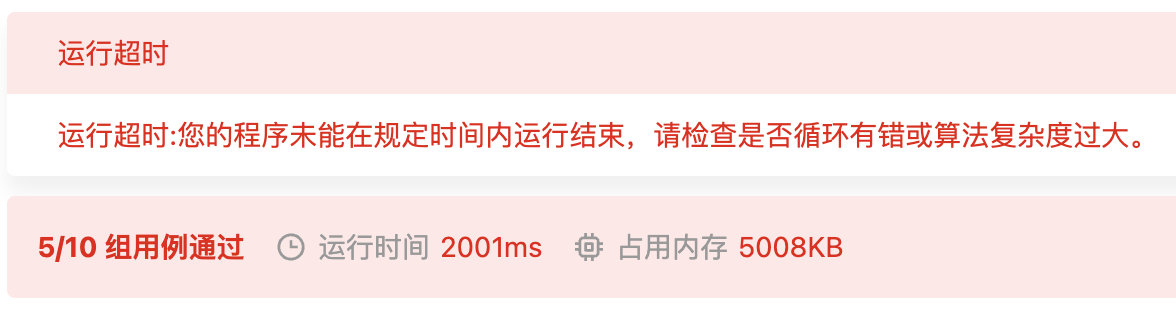 运行超时
运行超时:您的程序未能在规定时间内运行结束，请检查是否循环有错或算法复杂度过大。
5/10 组用例通过 运行时间 2001ms 占用内存 5008KB